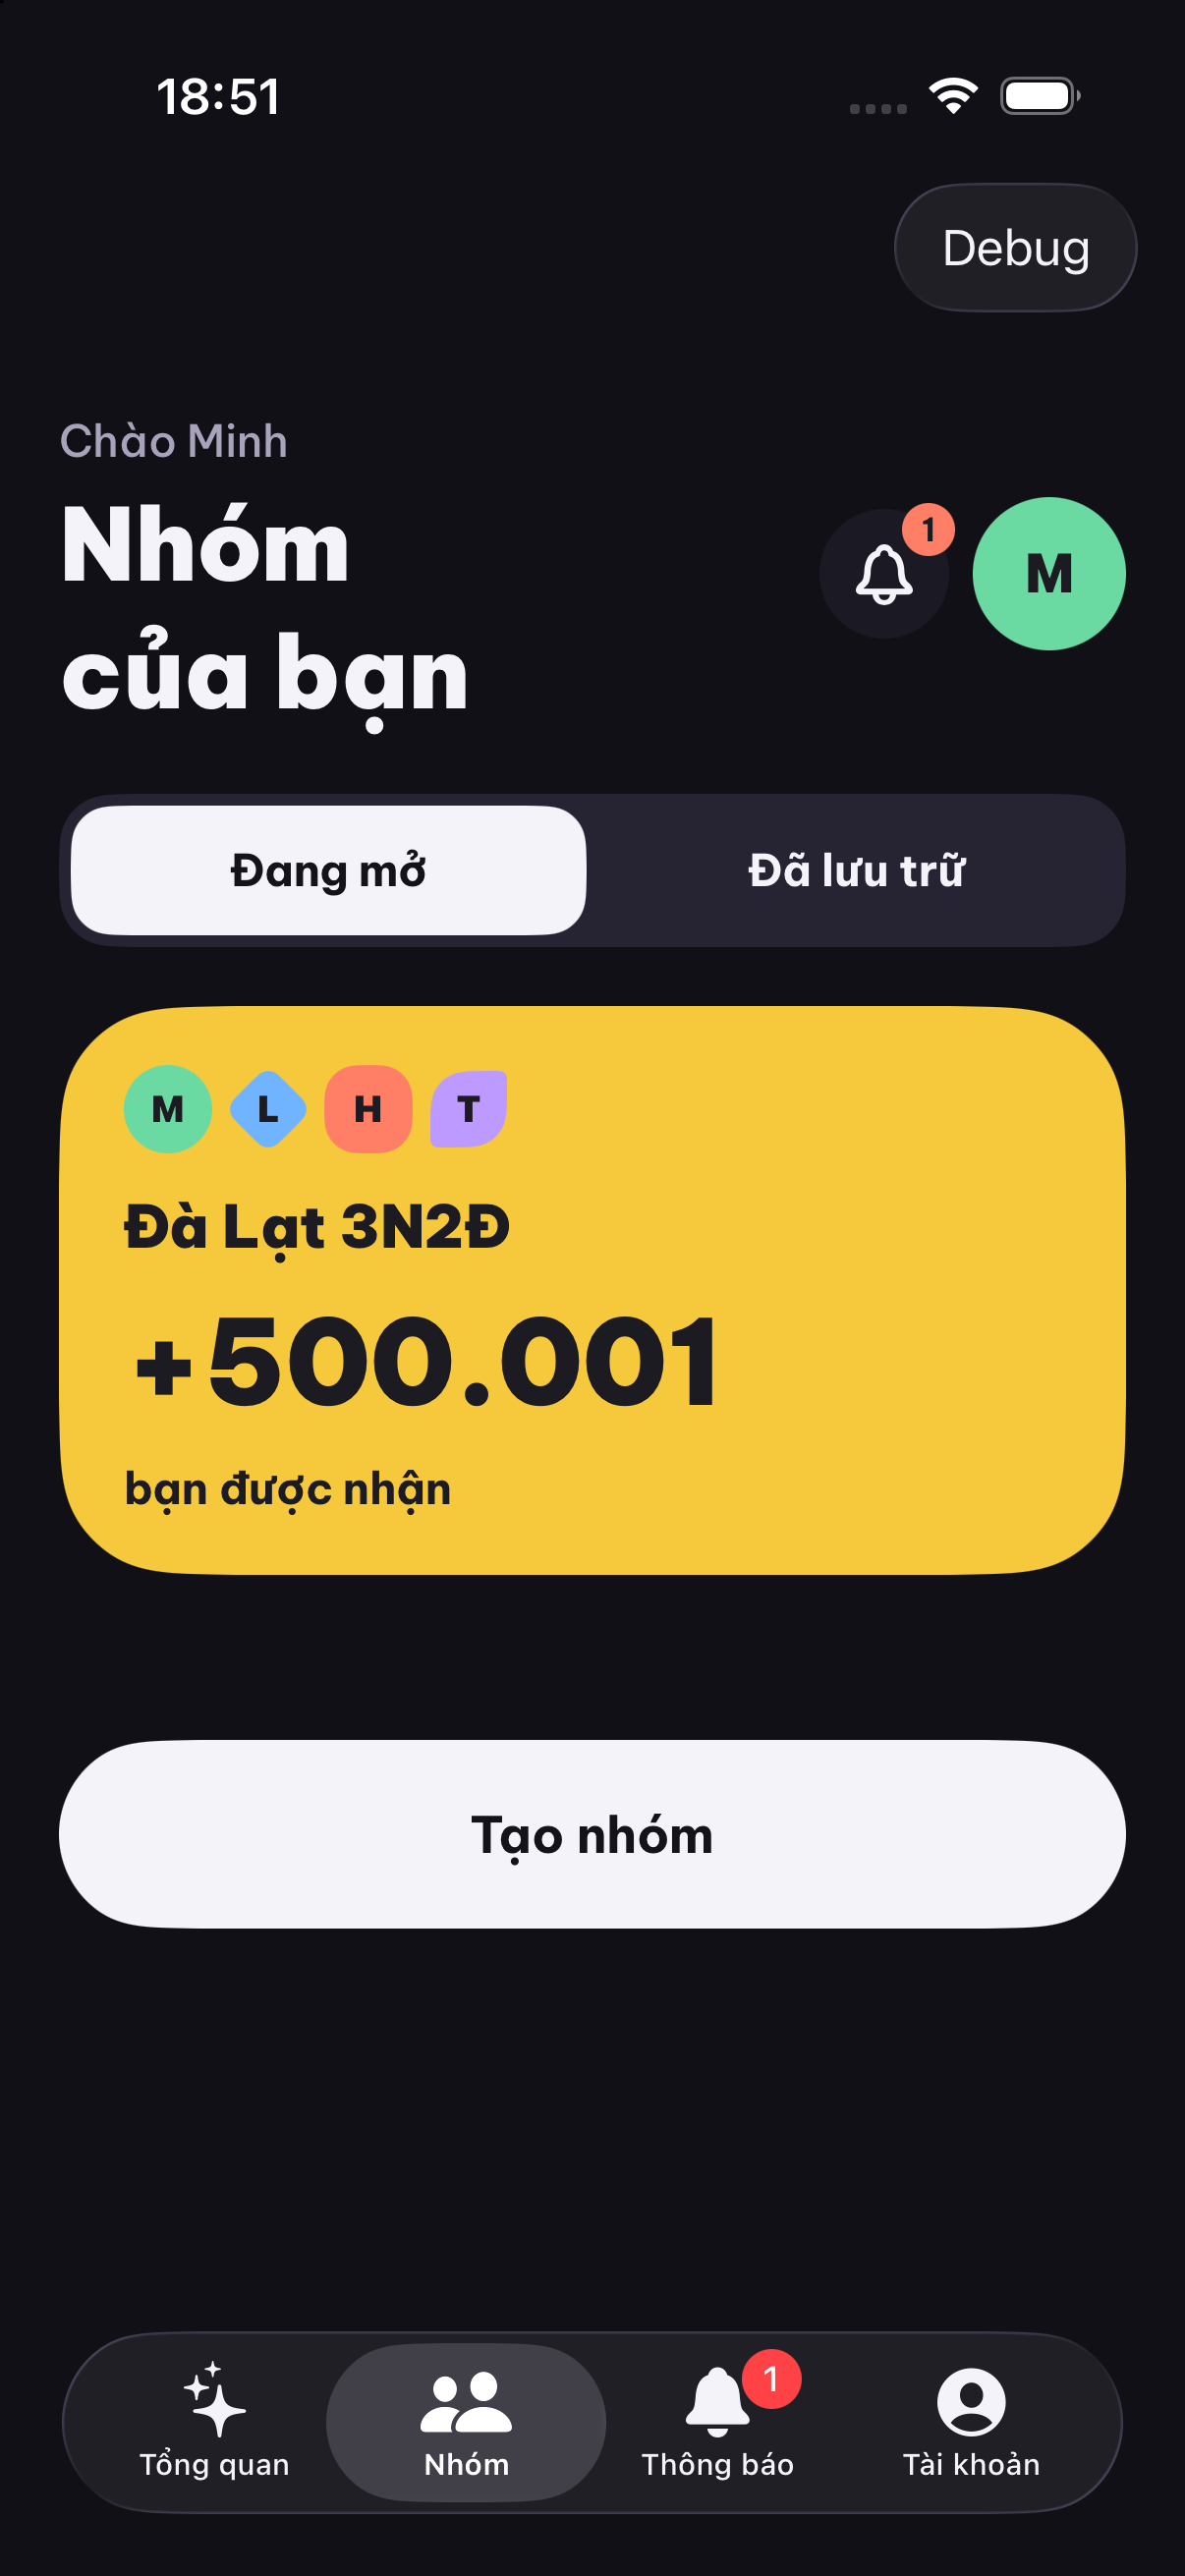 18:51
Debug
Chào Minh
Nhóm
của bạn
1
M
Đang mở
Đã lưu trữ
M L H T
Đà Lạt 3N2Đ
+500.001
bạn được nhận
Tạo nhóm
1
Tổng quan
Nhóm
Thông báo
Tài khoản